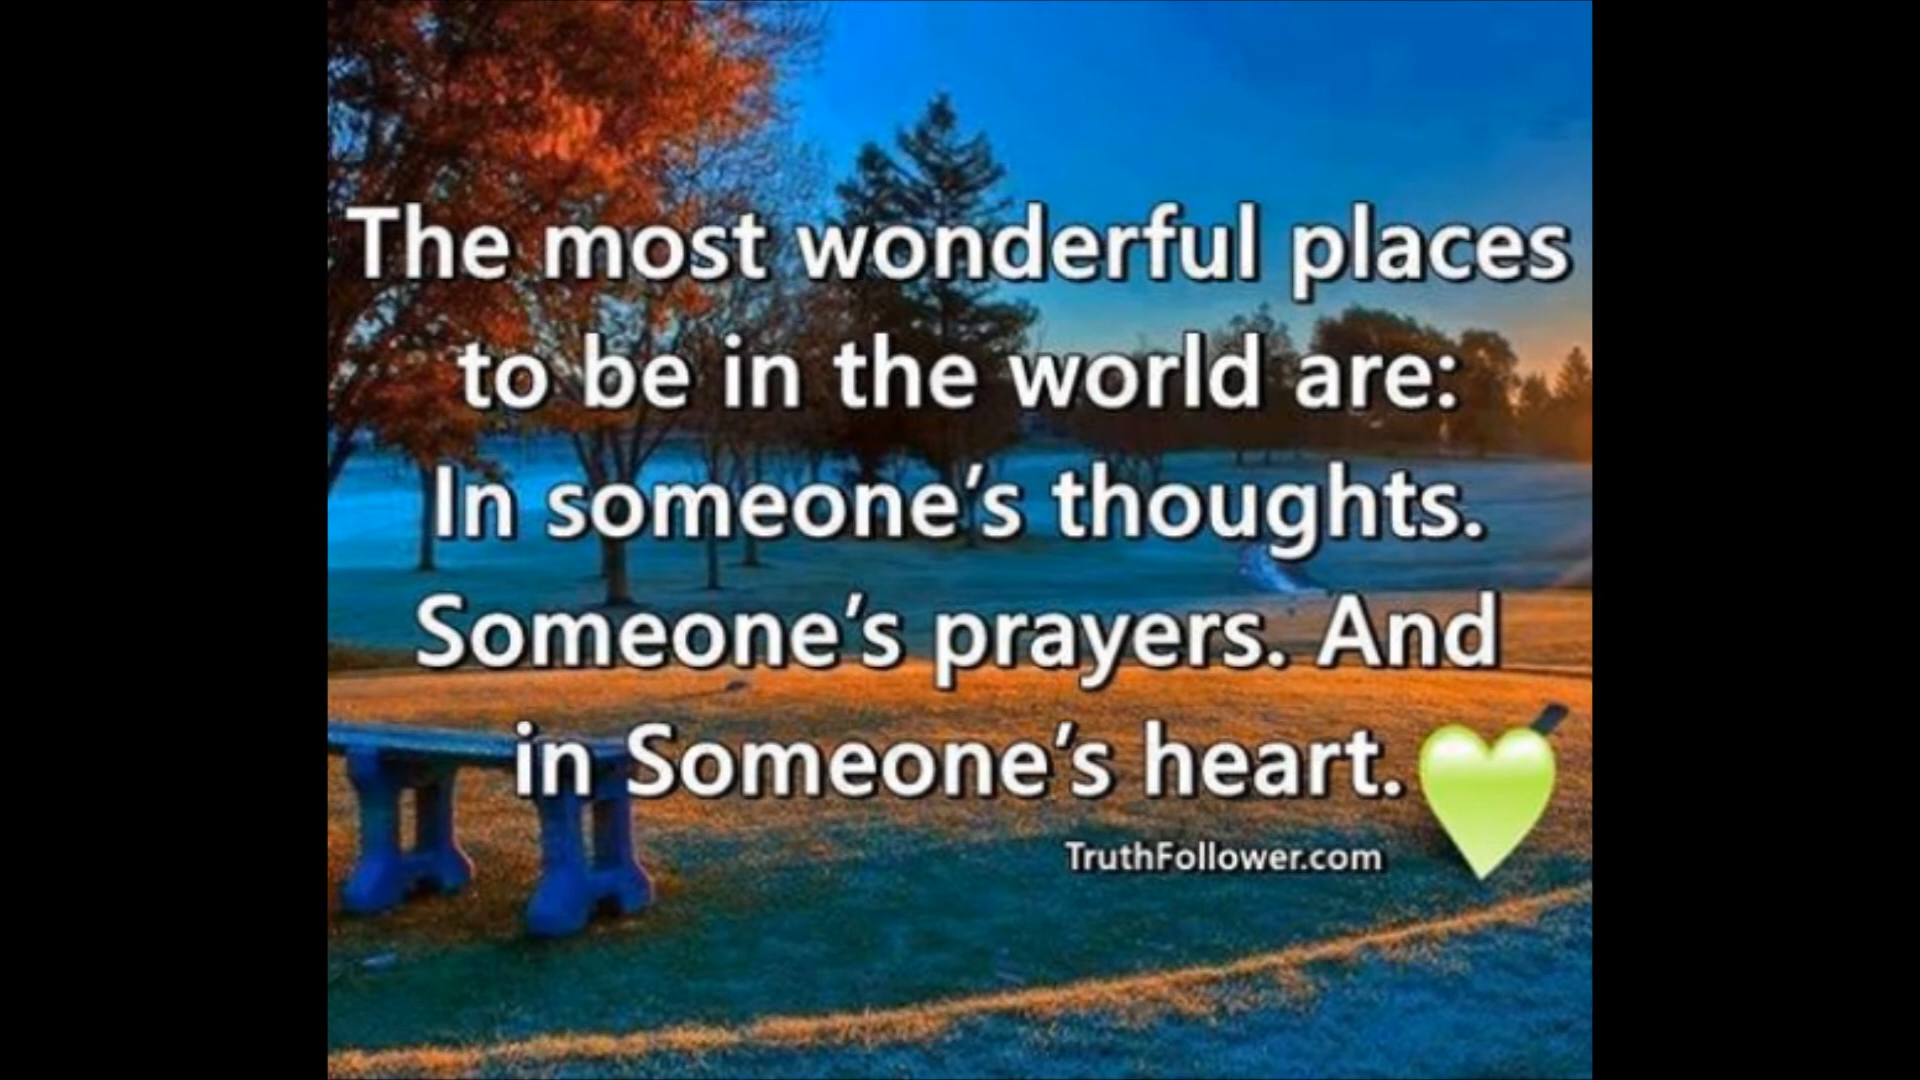 The most wonderful places
to be in the world are:
In someone's thoughts.
Someone's prayers. And
in Someone's heart.
TruthFollower.com